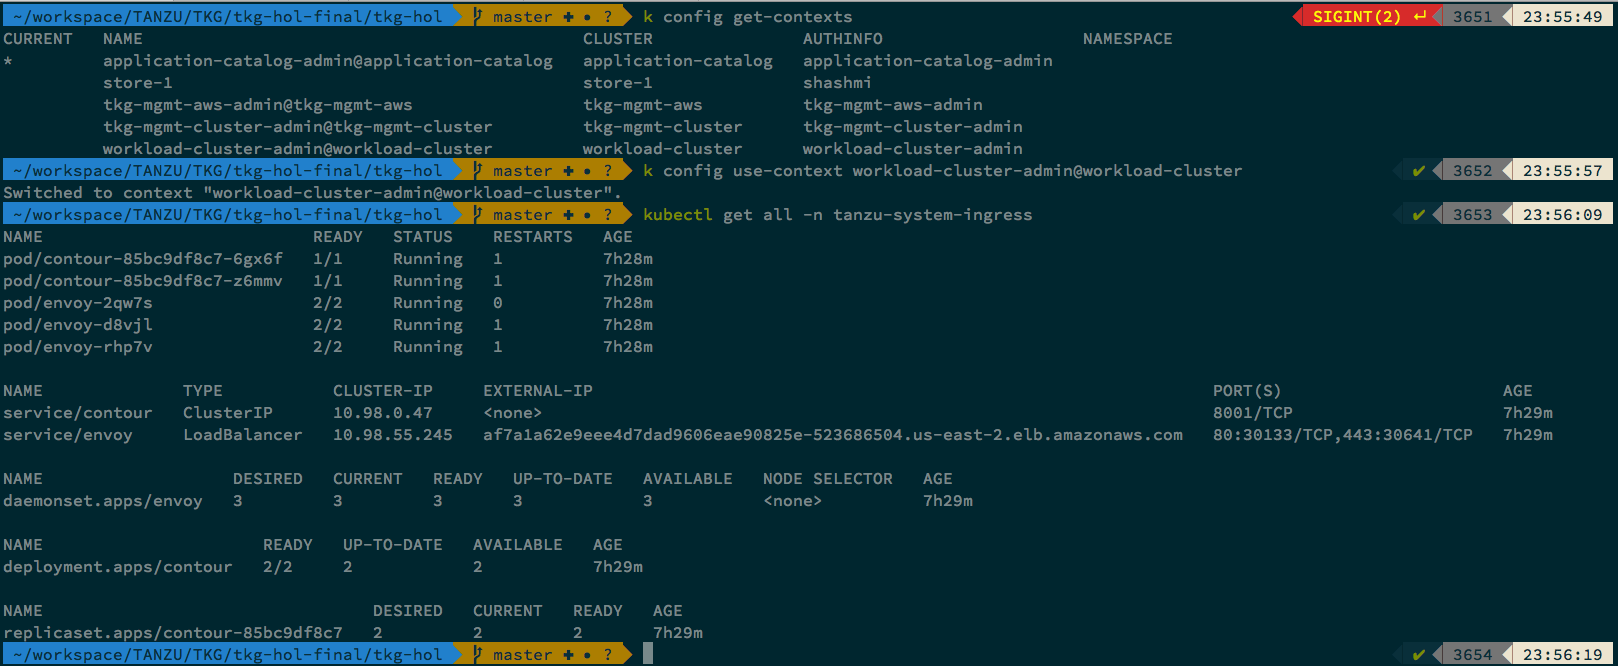 ~/workspace/TANZU/TKG/tkg-hol-final/tkg-hol master ✚ ● ? k config get-contexts SIGINT(2) ↵ 3651 23:55:49
CURRENT NAME CLUSTER AUTHINFO NAMESPACE
* application-catalog-admin@application-catalog application-catalog application-catalog-admin
store-1 store-1 shashmi
tkg-mgmt-aws-admin@tkg-mgmt-aws tkg-mgmt-aws tkg-mgmt-aws-admin
tkg-mgmt-cluster-admin@tkg-mgmt-cluster tkg-mgmt-cluster tkg-mgmt-cluster-admin
workload-cluster-admin@workload-cluster workload-cluster workload-cluster-admin
~/workspace/TANZU/TKG/tkg-hol-final/tkg-hol master ✚ ● ? k config use-context workload-cluster-admin@workload-cluster ✔ 3652 23:55:57
Switched to context "workload-cluster-admin@workload-cluster".
~/workspace/TANZU/TKG/tkg-hol-final/tkg-hol master ✚ ● ? kubectl get all -n tanzu-system-ingress ✔ 3653 23:56:09
NAME READY STATUS RESTARTS AGE
pod/contour-85bc9df8c7-6gx6f 1/1 Running 1 7h28m
pod/contour-85bc9df8c7-z6mmv 1/1 Running 1 7h28m
pod/envoy-2qw7s 2/2 Running 0 7h28m
pod/envoy-d8vjl 2/2 Running 1 7h28m
pod/envoy-rhp7v 2/2 Running 1 7h28m
NAME TYPE CLUSTER-IP EXTERNAL-IP PORT(S) AGE
service/contour ClusterIP 10.98.0.47 <none> 8001/TCP 7h29m
service/envoy LoadBalancer 10.98.55.245 af7a1a62e9eee4d7dad9606eae90825e-523686504.us-east-2.elb.amazonaws.com 80:30133/TCP,443:30641/TCP 7h29m
NAME DESIRED CURRENT READY UP-TO-DATE AVAILABLE NODE SELECTOR AGE
daemonset.apps/envoy 3 3 3 3 3 <none> 7h29m
NAME READY UP-TO-DATE AVAILABLE AGE
deployment.apps/contour 2/2 2 2 7h29m
NAME DESIRED CURRENT READY AGE
replicaset.apps/contour-85bc9df8c7 2 2 2 7h29m
~/workspace/TANZU/TKG/tkg-hol-final/tkg-hol master ✚ ● ? ✔ 3654 23:56:19